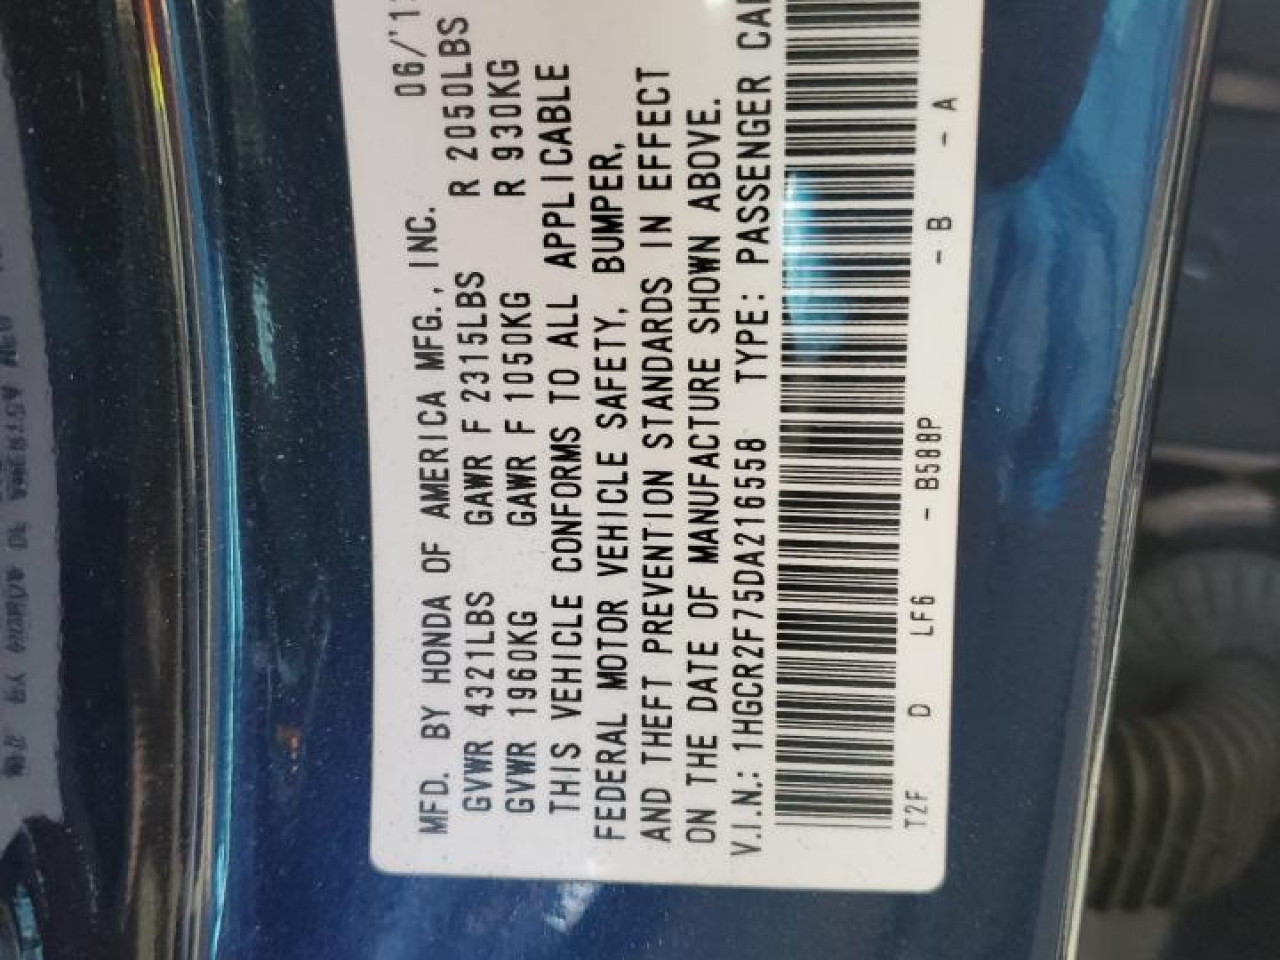 MFD. BY HONDA OF AMERICA MFG., INC. 06/'1
GVWR 4321LBS GAWR F 2315LBS R 2050LBS
GVWR 1960KG GAWR F 1050KG R 930KG
THIS VEHICLE CONFORMS TO ALL APPLICABLE
FEDERAL MOTOR VEHICLE SAFETY, BUMPER,
AND THEFT PREVENTION STANDARDS IN EFFECT
ON THE DATE OF MANUFACTURE SHOWN ABOVE.
V.I.N.: 1HGCR2F75DA216558 TYPE: PASSENGER CAR
T2F D LF6 - B588P - B - A